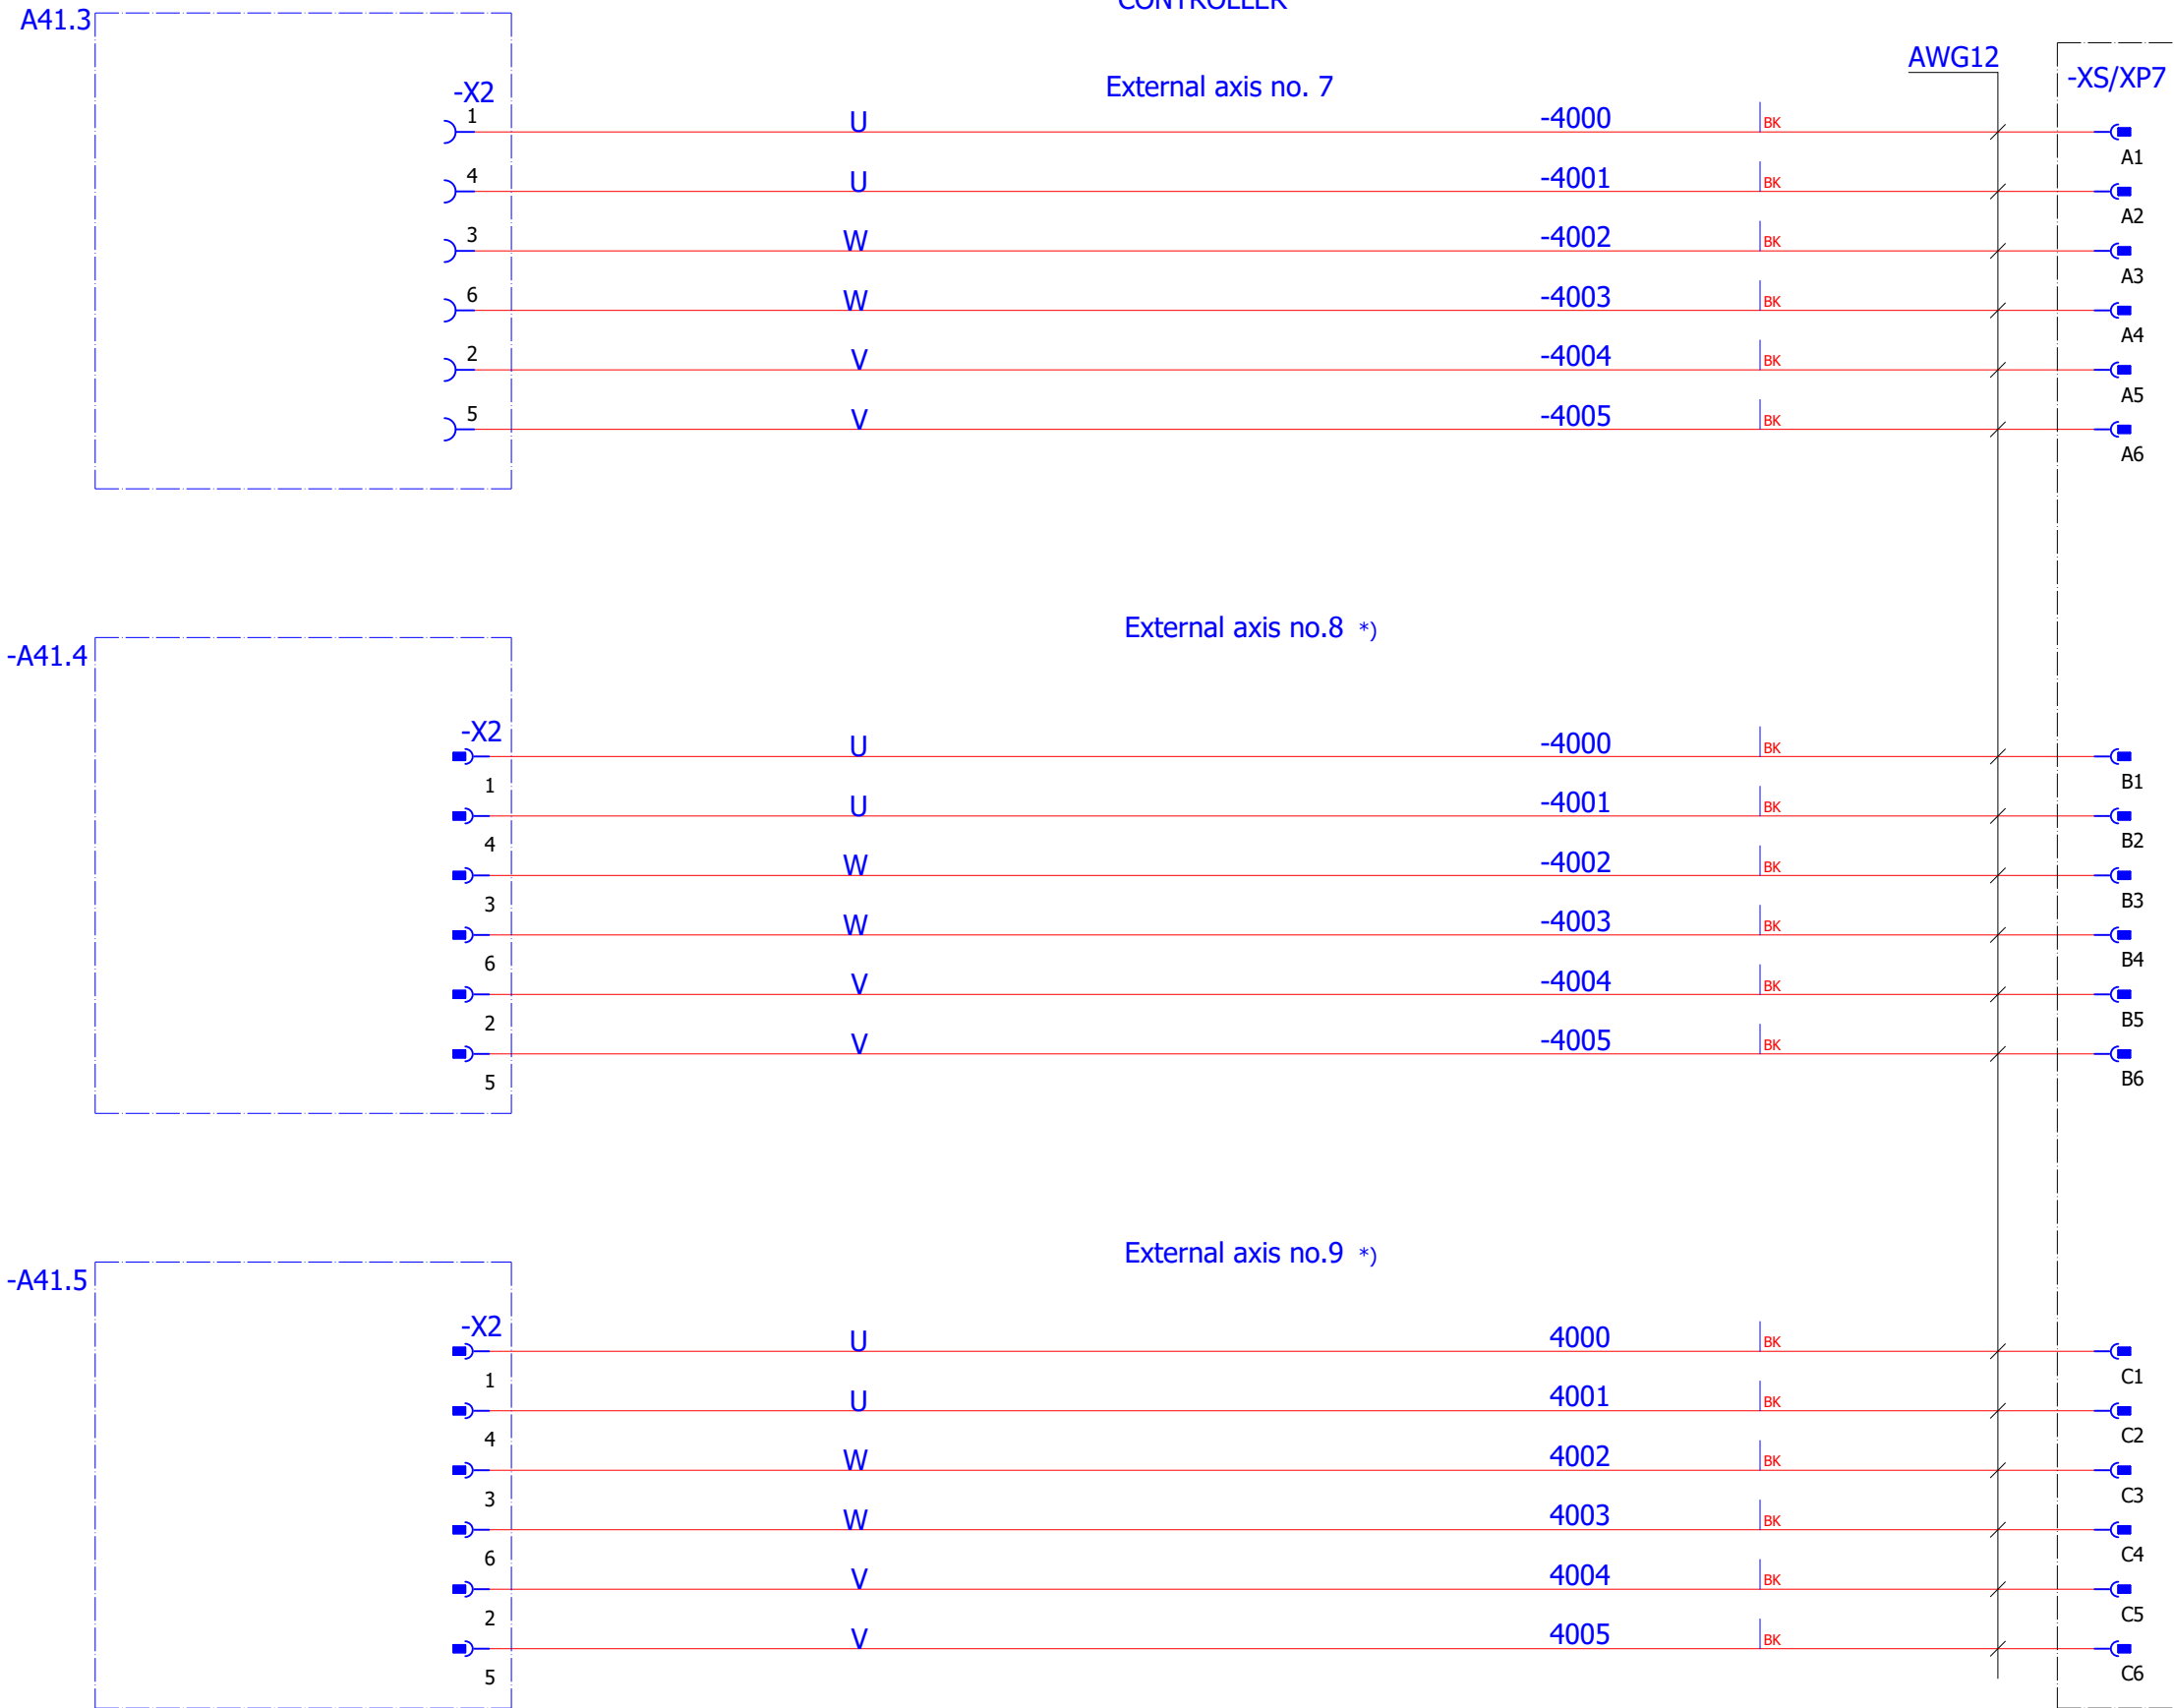 CONTROLLER
A41.3
AWG12
-XS/XP7
-X2
External axis no. 7
1 U -4000 BK A1
4 U -4001 BK A2
3 W -4002 BK A3
6 W -4003 BK A4
2 V -4004 BK A5
5 V -4005 BK A6
External axis no.8 *)
-A41.4
-X2
U -4000 BK
1 B1
U -4001 BK
4 B2
W -4002 BK
3 B3
W -4003 BK
6 B4
V -4004 BK
2 B5
V -4005 BK
5 B6
External axis no.9 *)
-A41.5
-X2
U 4000 BK
1 C1
U 4001 BK
4 C2
W 4002 BK
3 C3
W 4003 BK
6 C4
V 4004 BK
2 C5
V 4005 BK
5 C6